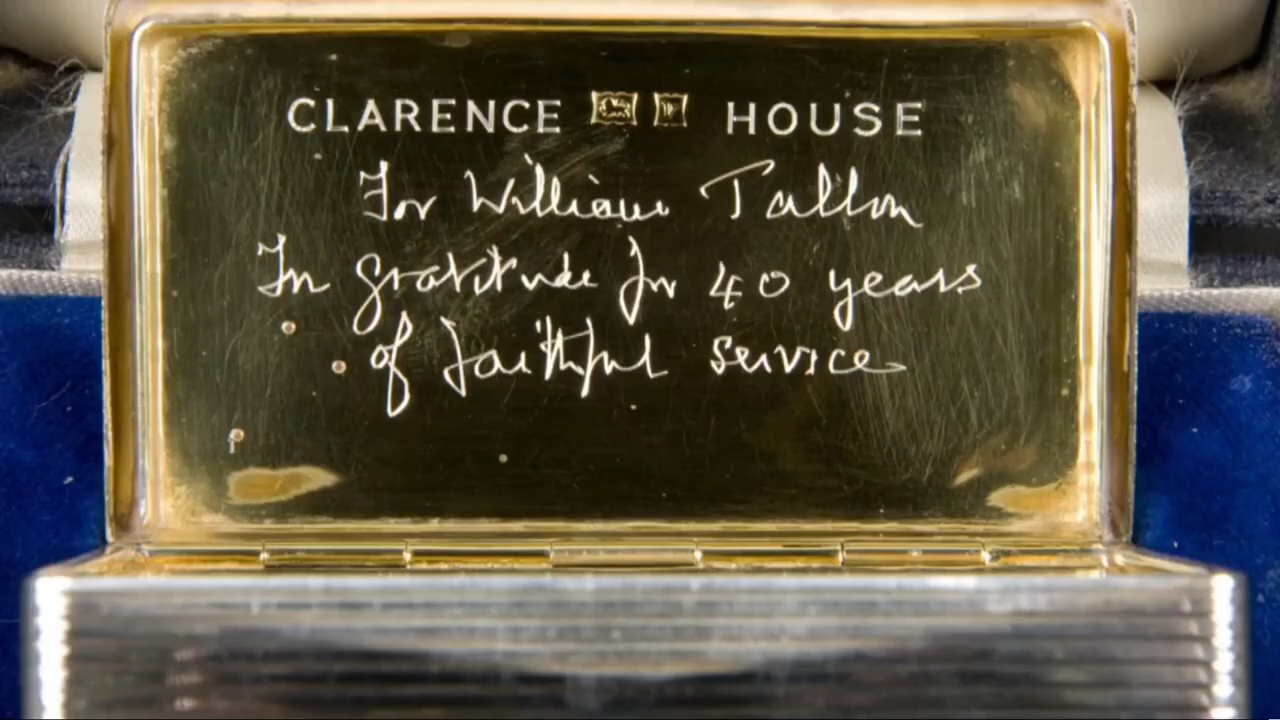 CLARENCE HOUSE
For William Tallon
In gratitude for 40 years
of faithful service